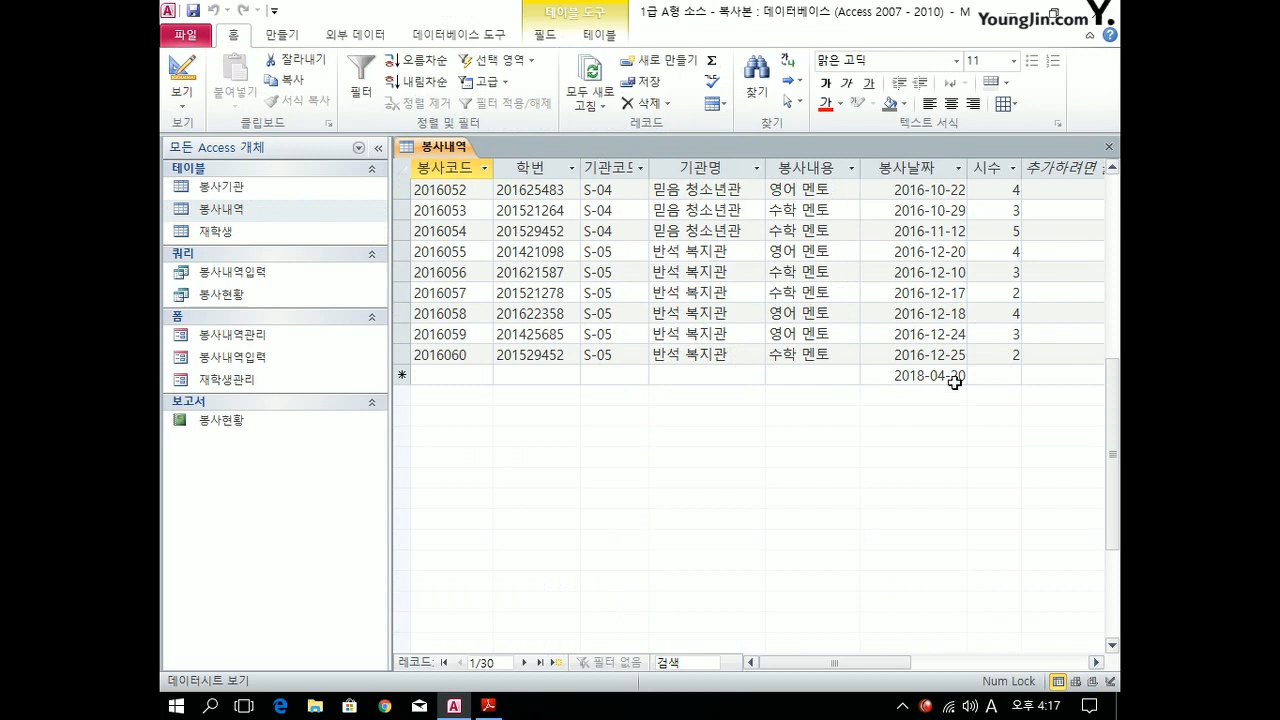 1급 A형 소스 - 복사본 : 데이터베이스 (Access 2007 - 2010) - M
YoungJin.com Y.
테이블 도구
파일 홈 만들기 외부 데이터 데이터베이스 도구 필드 테이블
보기
붙여넣기
잘라내기
복사
서식 복사
필터
오름차순
내림차순
정렬 제거
선택 영역
고급
필터 적용/해제
모두 새로 고침
새로 만들기
저장
삭제
찾기
맑은 고딕 11
가 가 가
가
보기 클립보드 정렬 및 필터 레코드 찾기 텍스트 서식
모든 Access 개체
테이블
봉사기관
봉사내역
재학생
쿼리
봉사내역입력
봉사현황
폼
봉사내역관리
봉사내역입력
재학생관리
보고서
봉사현황
봉사내역
봉사코드 학번 기관코드 기관명 봉사내용 봉사날짜 시수 추가하려면
2016052 201625483 S-04 믿음 청소년관 영어 멘토 2016-10-22 4
2016053 201521264 S-04 믿음 청소년관 수학 멘토 2016-10-29 3
2016054 201529452 S-04 믿음 청소년관 수학 멘토 2016-11-12 5
2016055 201421098 S-05 반석 복지관 영어 멘토 2016-12-20 4
2016056 201621587 S-05 반석 복지관 수학 멘토 2016-12-10 3
2016057 201521278 S-05 반석 복지관 수학 멘토 2016-12-17 2
2016058 201622358 S-05 반석 복지관 영어 멘토 2016-12-18 4
2016059 201425685 S-05 반석 복지관 영어 멘토 2016-12-24 3
2016060 201529452 S-05 반석 복지관 수학 멘토 2016-12-25 2
2018-04-20
레코드: 1/30 필터 없음 검색
데이터시트 보기 Num Lock
A 오후 4:17